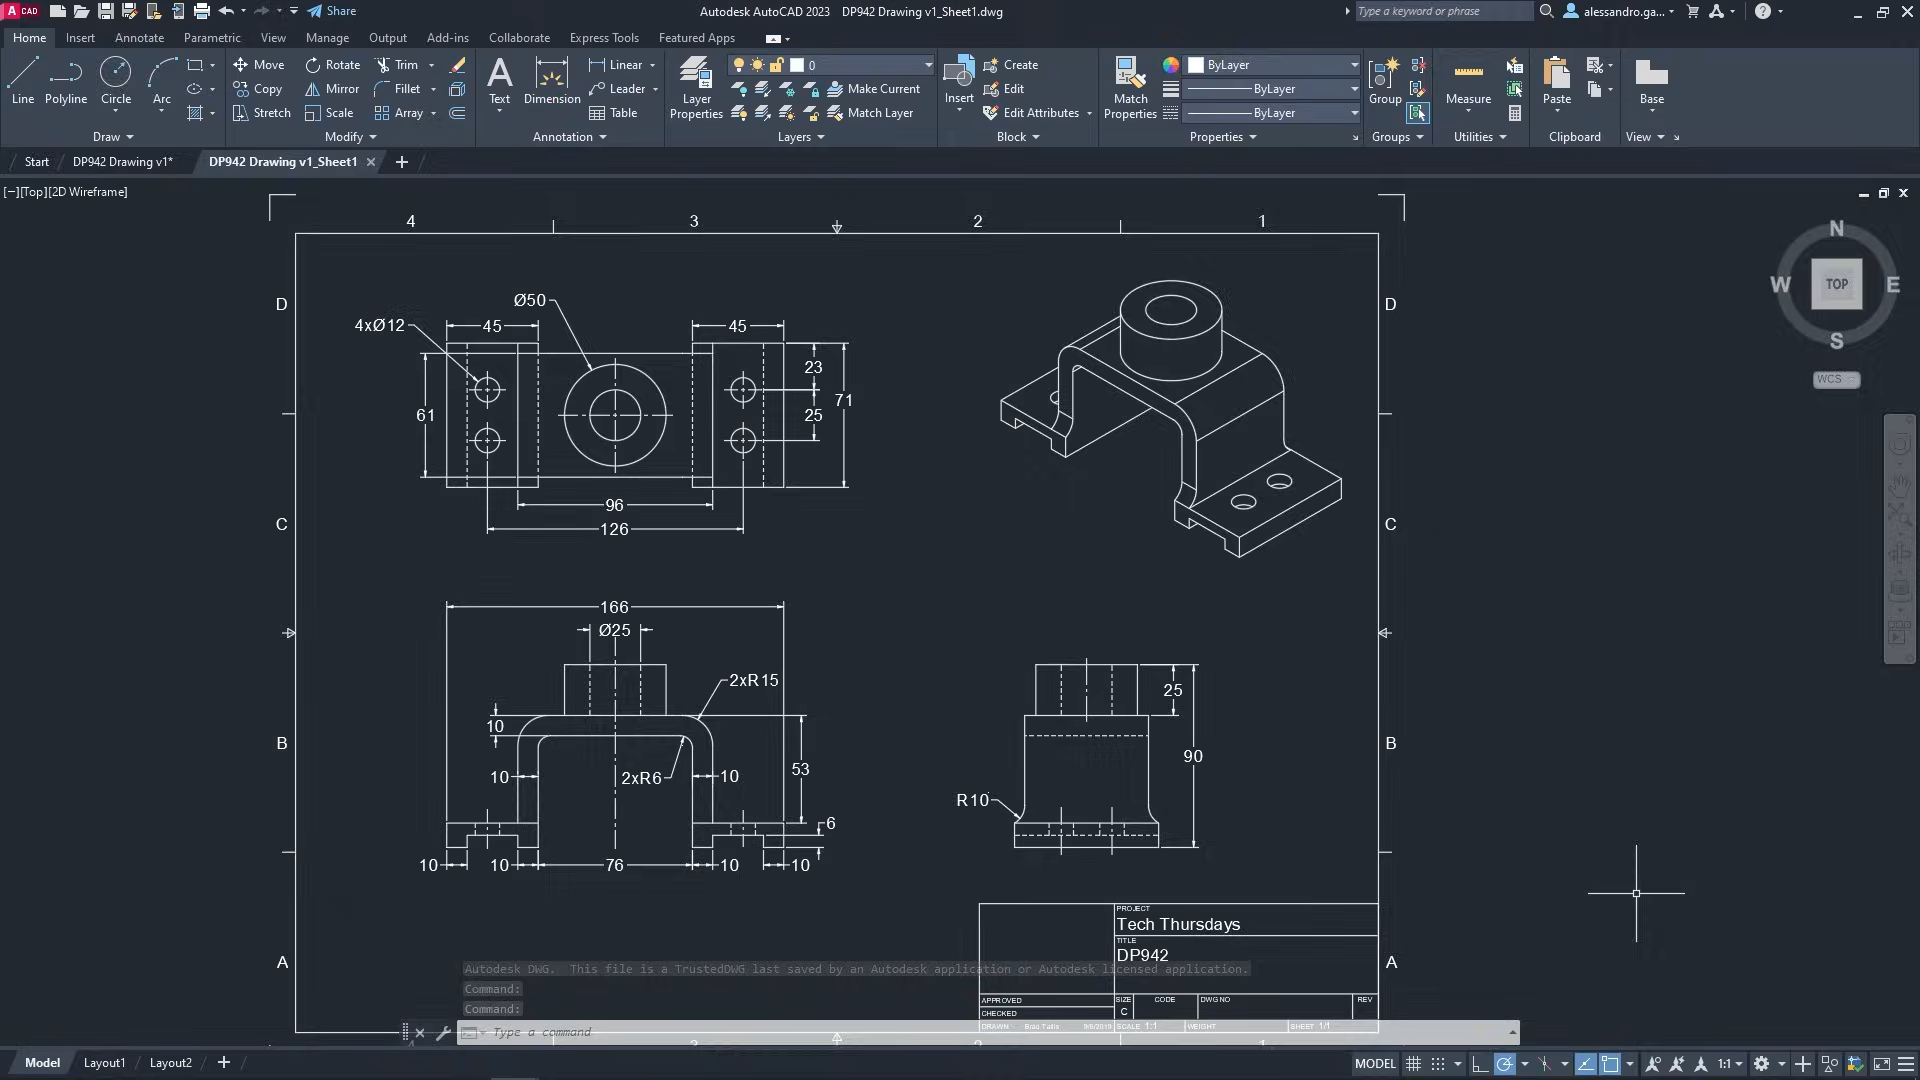 A CAD
Share
Autodesk AutoCAD 2023 DP942 Drawing v1_Sheet1.dwg
Type a keyword or phrase
alessandro.ga...
Home Insert Annotate Parametric View Manage Output Add-ins Collaborate Express Tools Featured Apps
Line Polyline Circle Arc
Move Rotate Trim
Copy Mirror Fillet
Stretch Scale Array
Text Dimension
Linear
Leader
Table
Layer Properties
0
Make Current
Match Layer
Insert
Create
Edit
Edit Attributes
Match Properties
ByLayer
ByLayer
ByLayer
Group Measure Paste Base
Draw Modify Annotation Layers Block Properties Groups Utilities Clipboard View
Start DP942 Drawing v1* DP942 Drawing v1_Sheet1
[−][Top][2D Wireframe]
4 3 2 1
N
W TOP E
S
WCS
D D
Ø50
4xØ12
45 45
23
71
61 25
96
126
C C
166
Ø25
2xR15
25
10
B B
90
53
10 2xR6 10
R10
6
10 10 76 10 10
PROJECT
Tech Thursdays
TITLE
DP942
A A
Autodesk DWG. This file is a TrustedDWG last saved by an Autodesk application or Autodesk licensed application.
Command:
Command:
APPROVED SIZE CODE DWG NO REV
CHECKED C
DRAWN Brad Tallis 9/6/2019 SCALE 1:1 WEIGHT SHEET 1/1
Type a command
Model Layout1 Layout2
MODEL 1:1